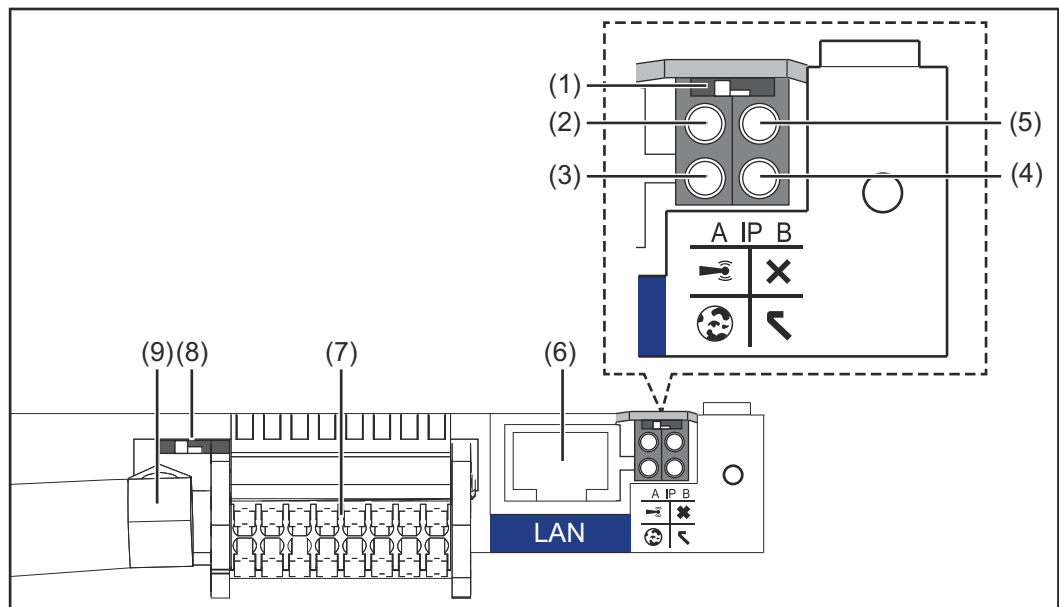 (1)
(2)
(5)
(3)
(4)
A IP B
(9) (8)
(7)
(6)
A IP B
LAN